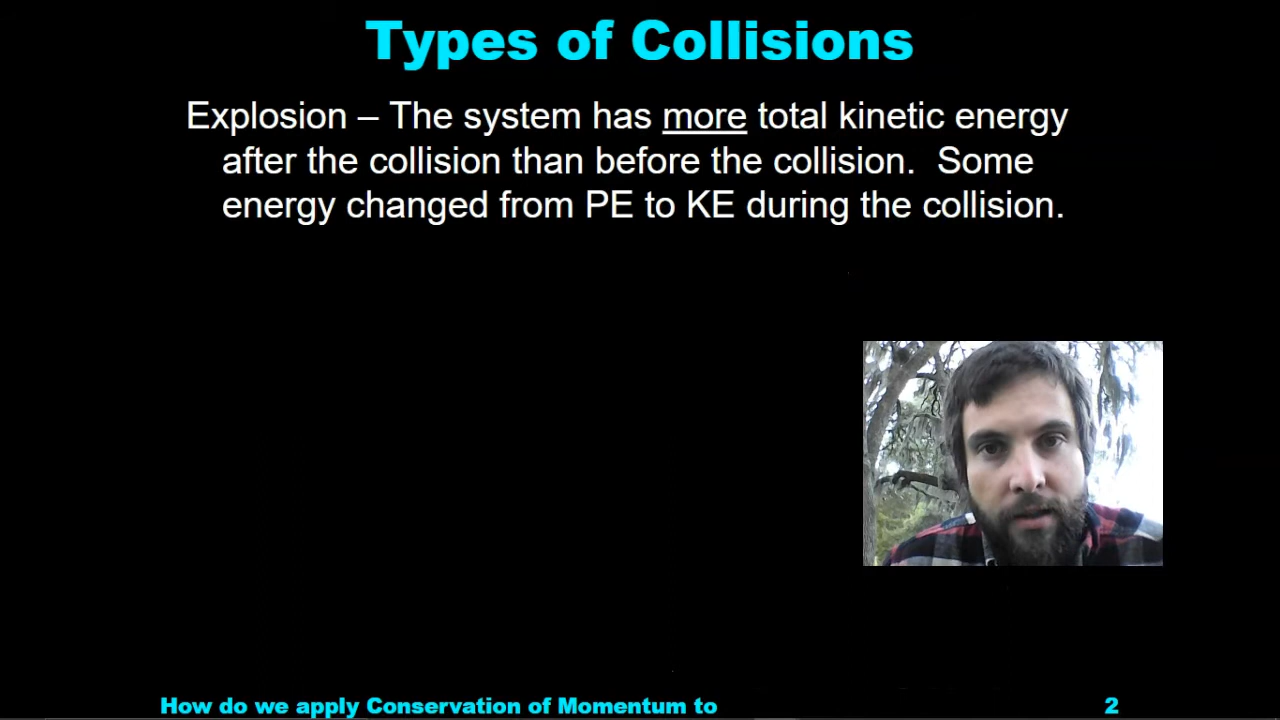 Types of Collisions
Explosion – The system has more total kinetic energy
after the collision than before the collision.  Some
energy changed from PE to KE during the collision.
How do we apply Conservation of Momentum to
2